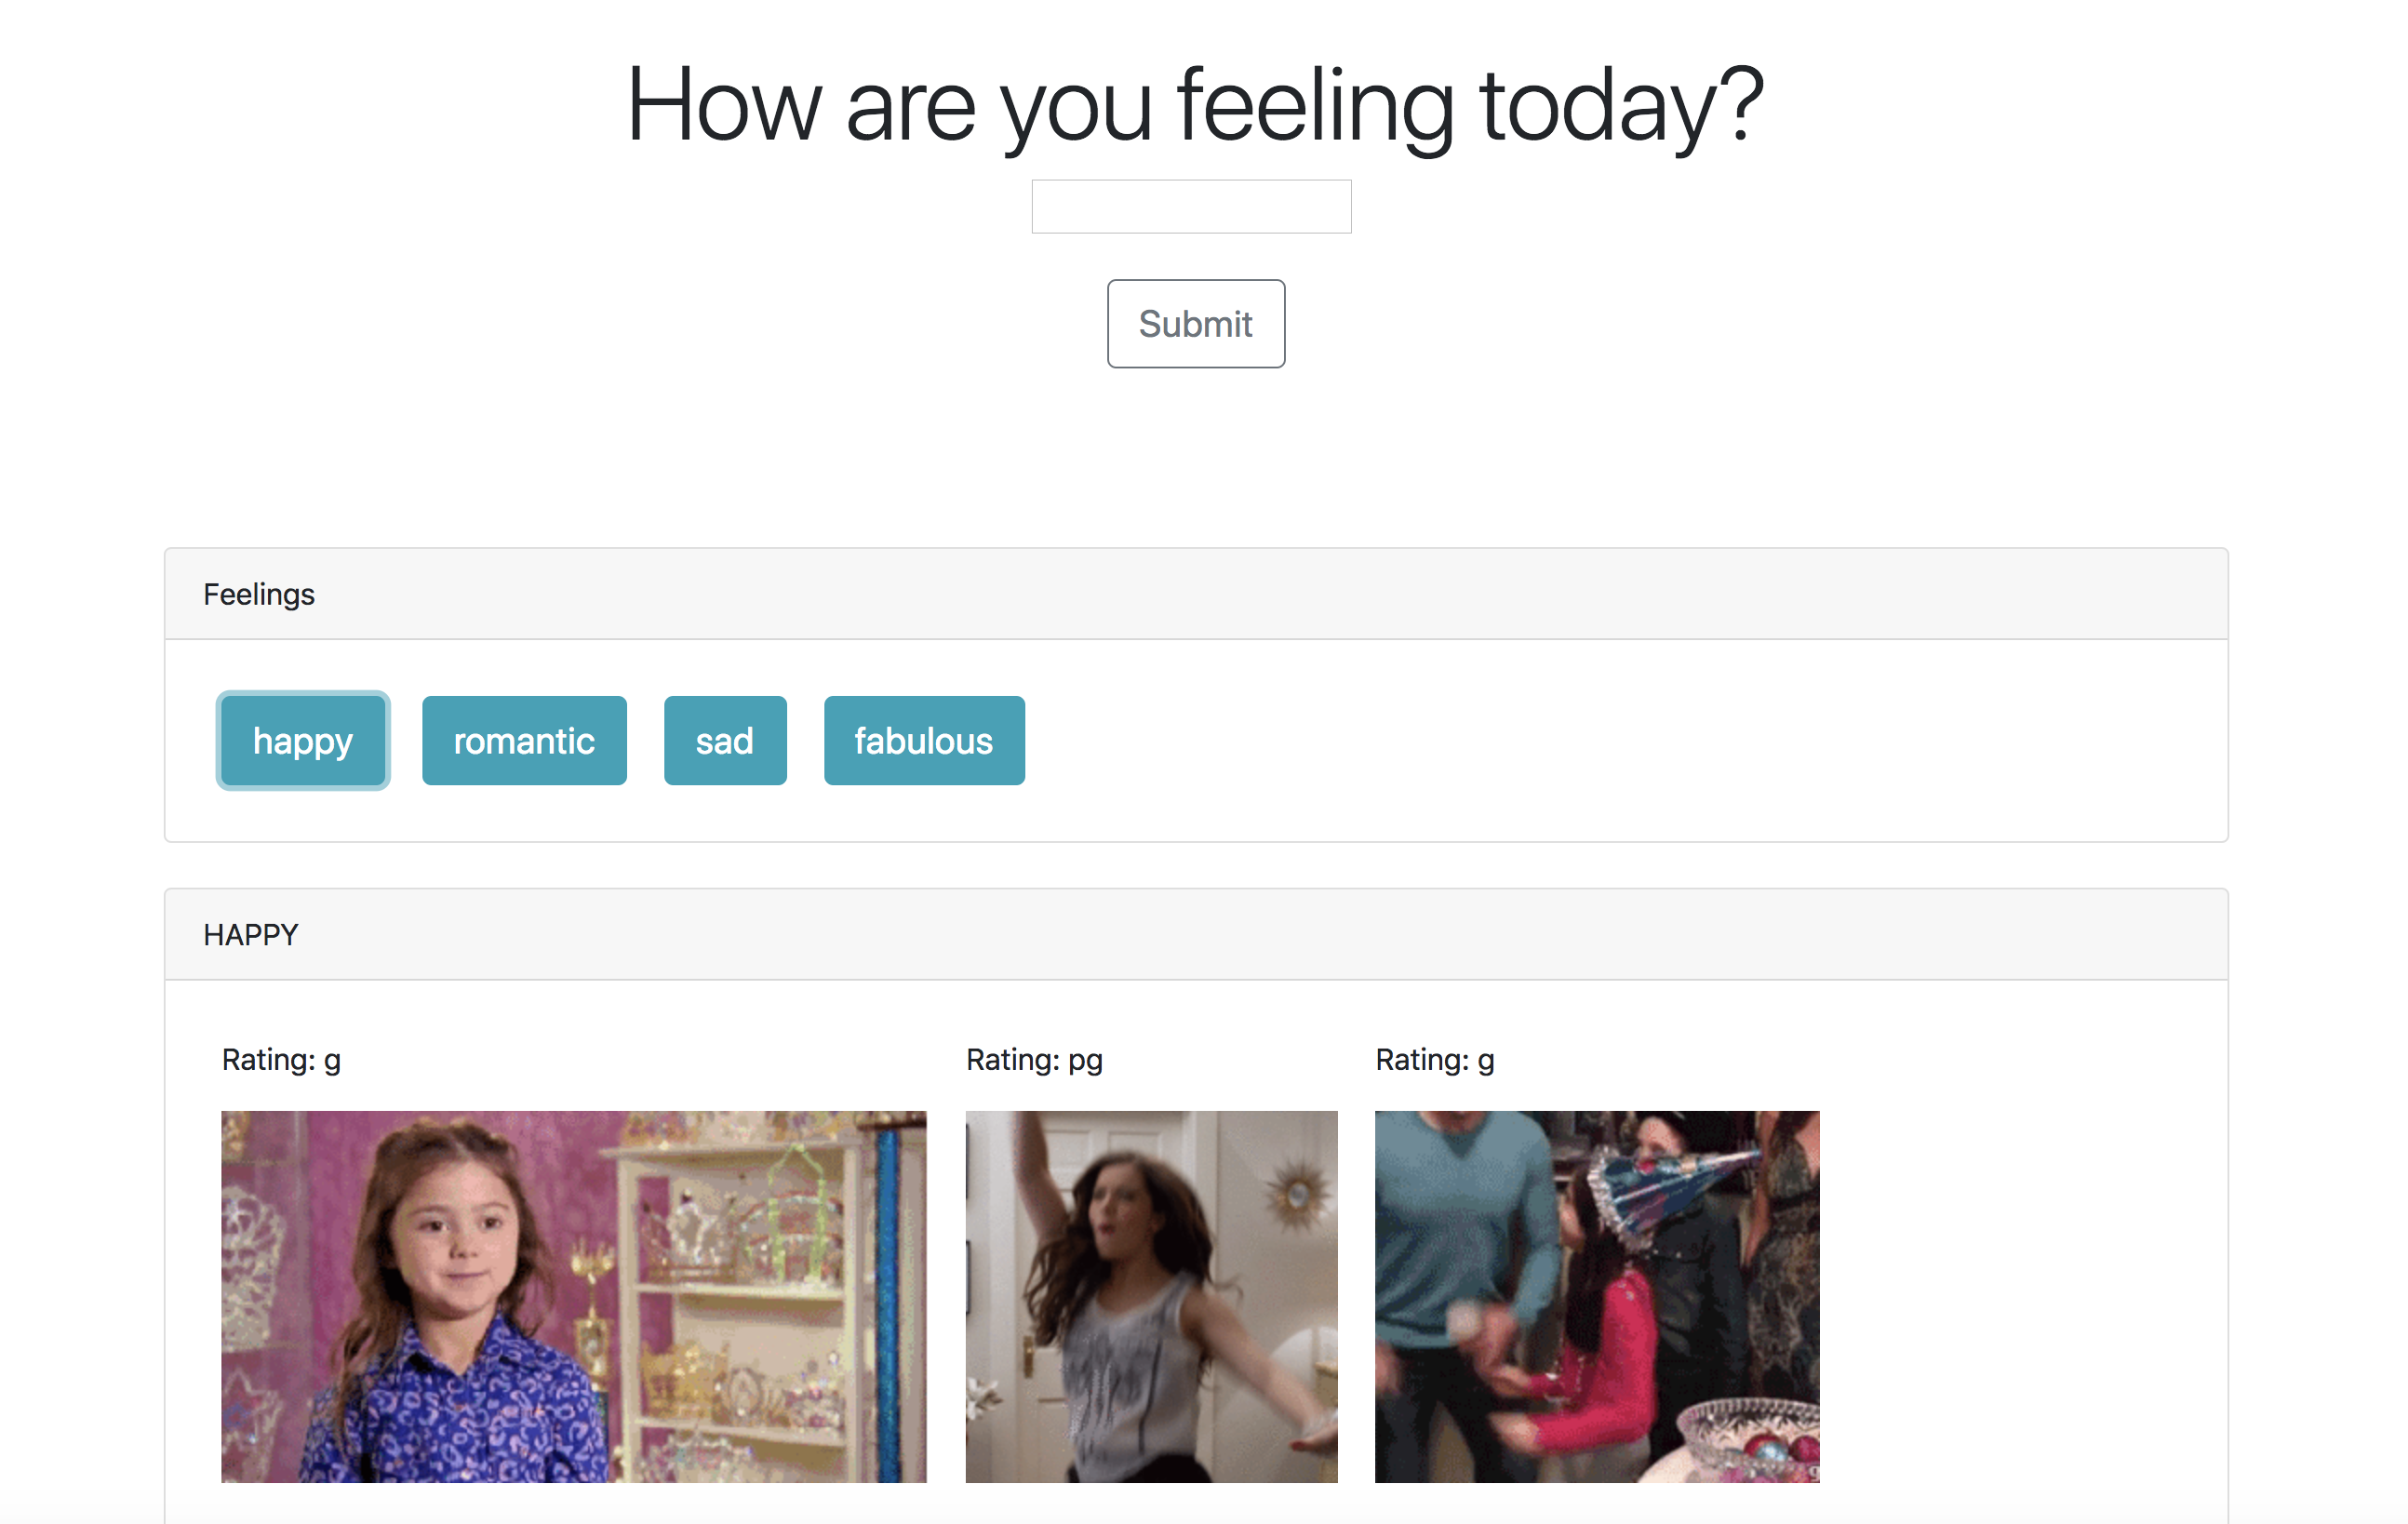 How are you feeling today?
Submit
Feelings
happy romantic sad fabulous
HAPPY
Rating: g Rating: pg Rating: g